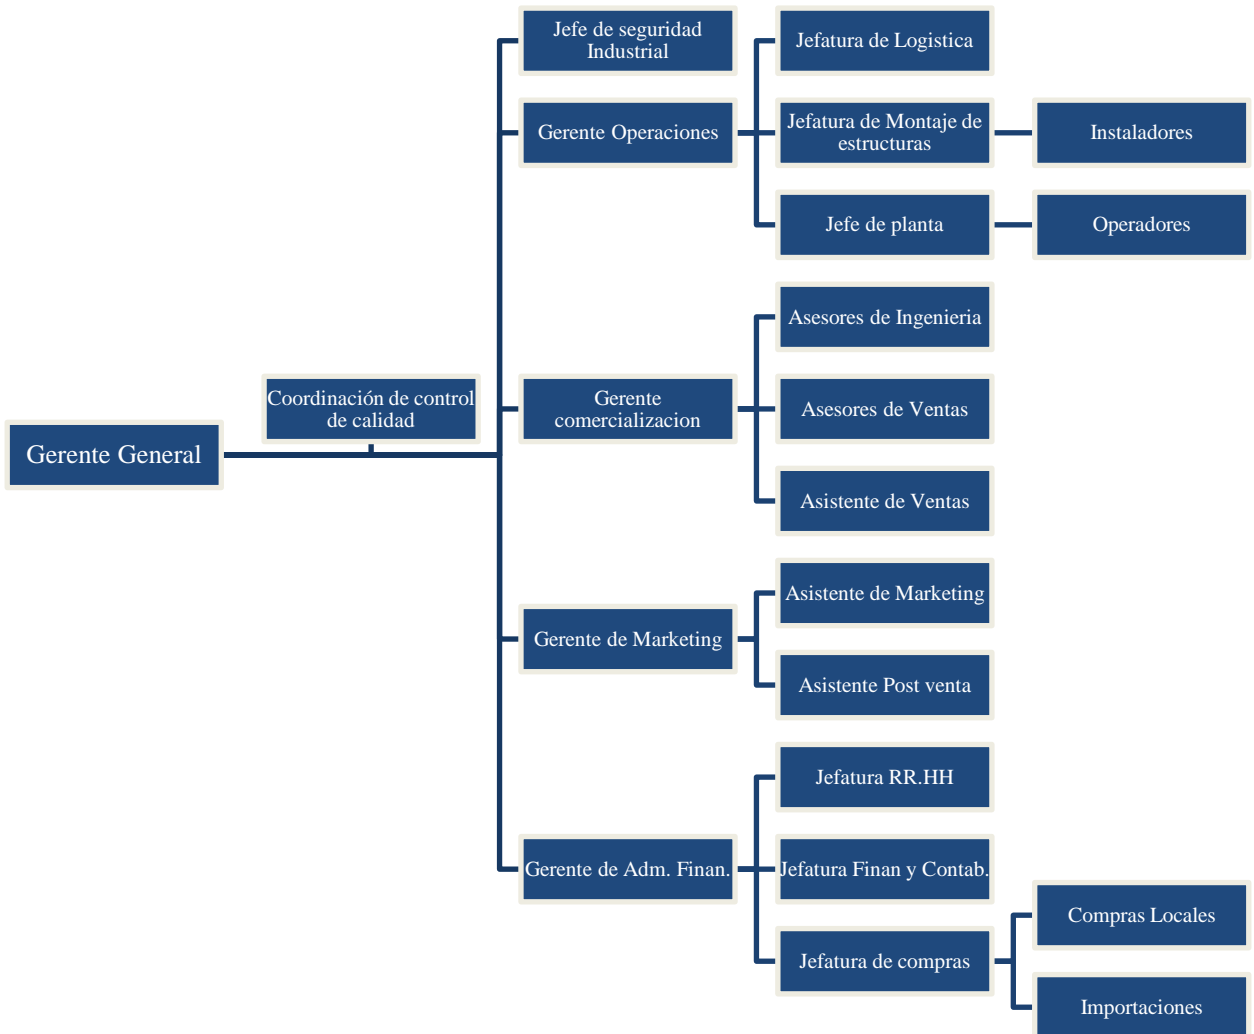 Jefe de seguridad
Industrial
Jefatura de Logistica
Gerente Operaciones
Jefatura de Montaje de
estructuras
Instaladores
Jefe de planta
Operadores
Asesores de Ingenieria
Coordinación de control
de calidad
Gerente
comercializacion
Asesores de Ventas
Gerente General
Asistente de Ventas
Asistente de Marketing
Gerente de Marketing
Asistente Post venta
Jefatura RR.HH
Gerente de Adm. Finan.
Jefatura Finan y Contab.
Compras Locales
Jefatura de compras
Importaciones